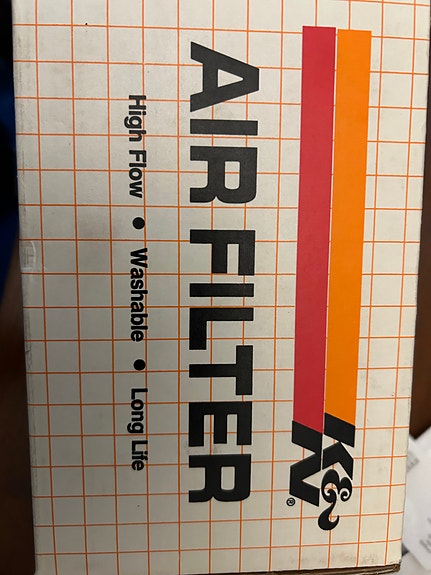 K&N®
AIR FILTER
High Flow • Washable • Long Life